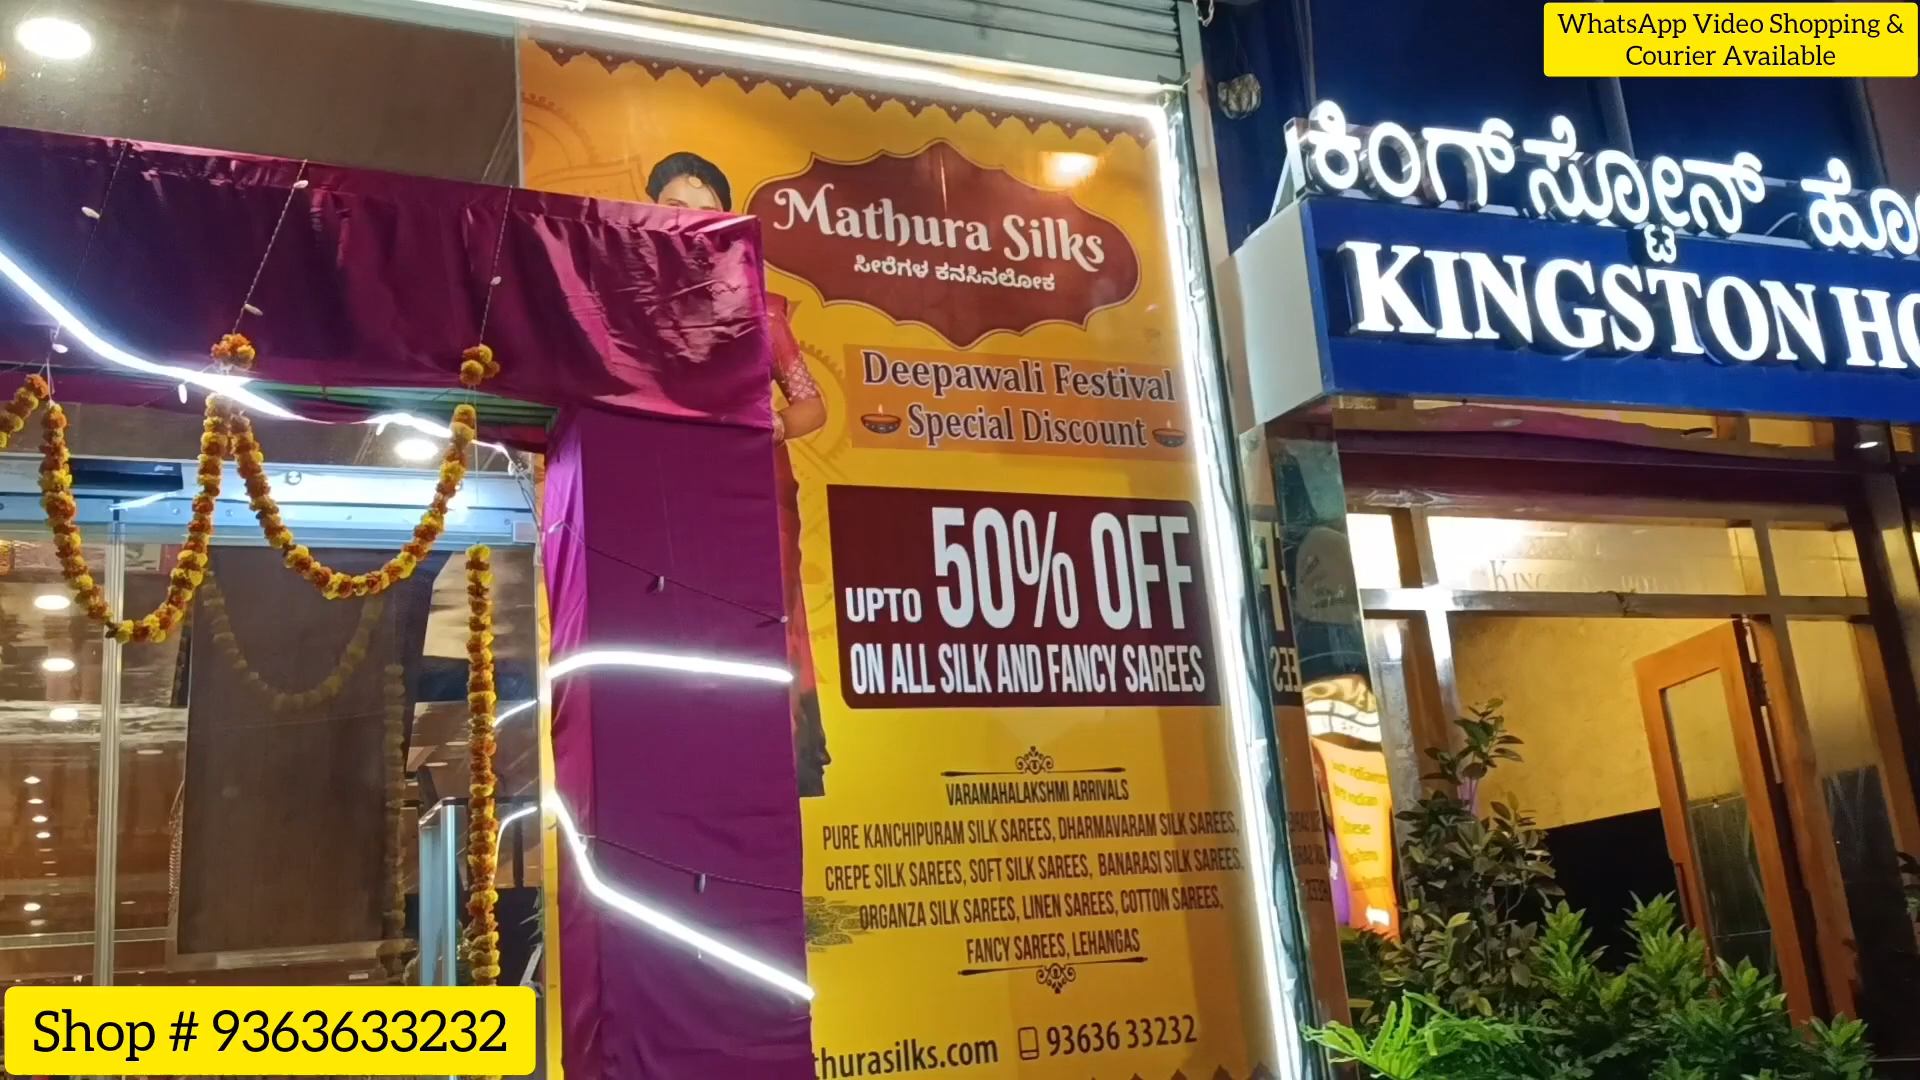 WhatsApp Video Shopping &
Courier Available
ಕಿಂಗ್‌ಸ್ಟೋನ್
KINGSTON
Mathura Silks
ಸೀರೆಗಳ ಕನಸಿನಲೋಕ
Deepawali Festival
Special Discount
UPTO 50% OFF
ON ALL SILK AND FANCY SAREES
VARAMAHALAKSHMI ARRIVALS
PURE KANCHIPURAM SILK SAREES, DHARMAVARAM SILK SAREES,
CREPE SILK SAREES, SOFT SILK SAREES, BANARASI SILK SAREES,
ORGANZA SILK SAREES, LINEN SAREES, COTTON SAREES,
FANCY SAREES, LEHANGAS
thurasilks.com 93636 33232
Shop # 9363633232